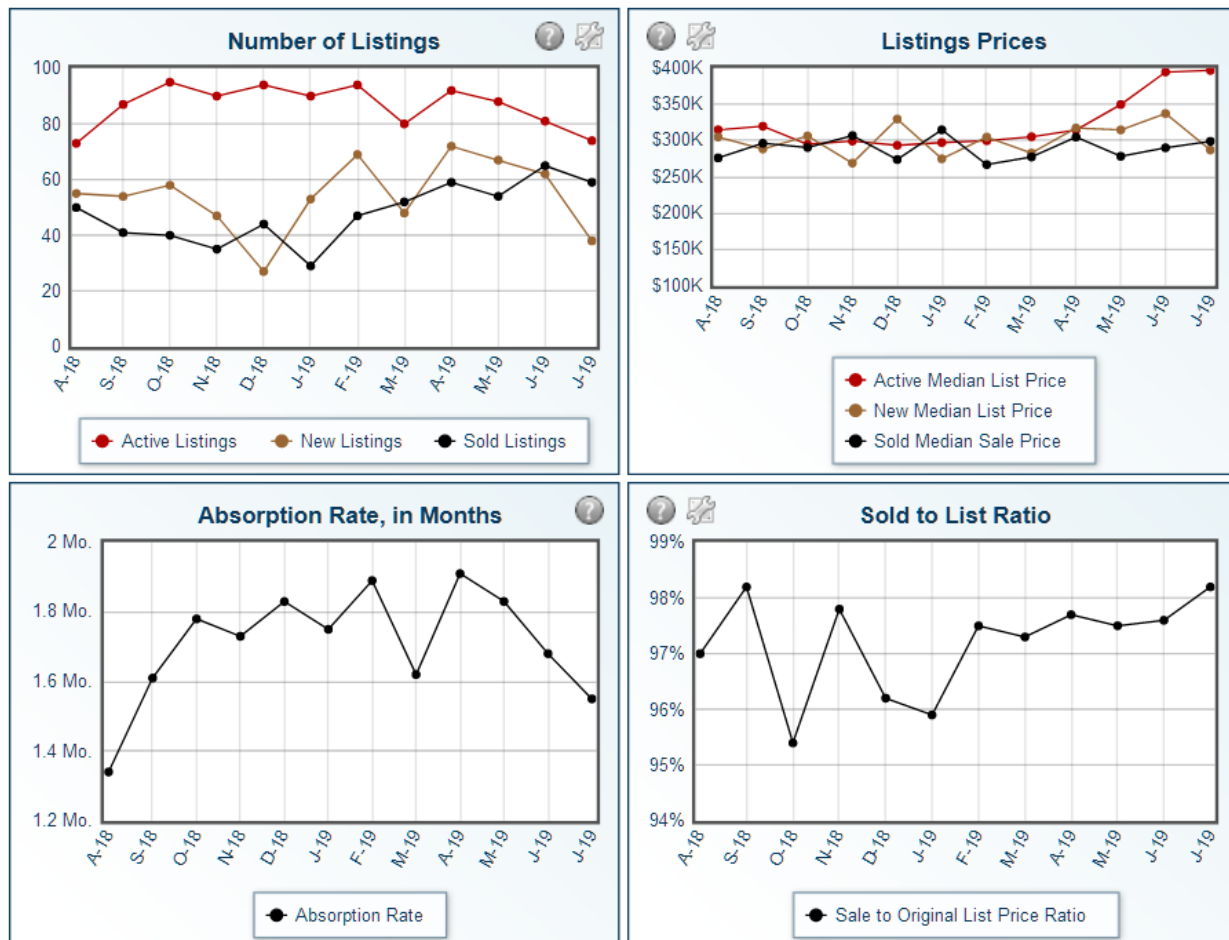 Number of Listings
100
80
60
40
20
0
A-18
S-18
O-18
N-18
D-18
J-19
F-19
M-19
A-19
M-19
J-19
J-19
Active Listings New Listings Sold Listings
Listings Prices
$400K
$350K
$300K
$250K
$200K
$150K
$100K
A-18
S-18
O-18
N-18
D-18
J-19
F-19
M-19
A-19
M-19
J-19
J-19
Active Median List Price
New Median List Price
Sold Median Sale Price
Absorption Rate, in Months
2 Mo.
1.8 Mo.
1.6 Mo.
1.4 Mo.
1.2 Mo.
A-18
S-18
O-18
N-18
D-18
J-19
F-19
M-19
A-19
M-19
J-19
J-19
Absorption Rate
Sold to List Ratio
99%
98%
97%
96%
95%
94%
A-18
S-18
O-18
N-18
D-18
J-19
F-19
M-19
A-19
M-19
J-19
J-19
Sale to Original List Price Ratio